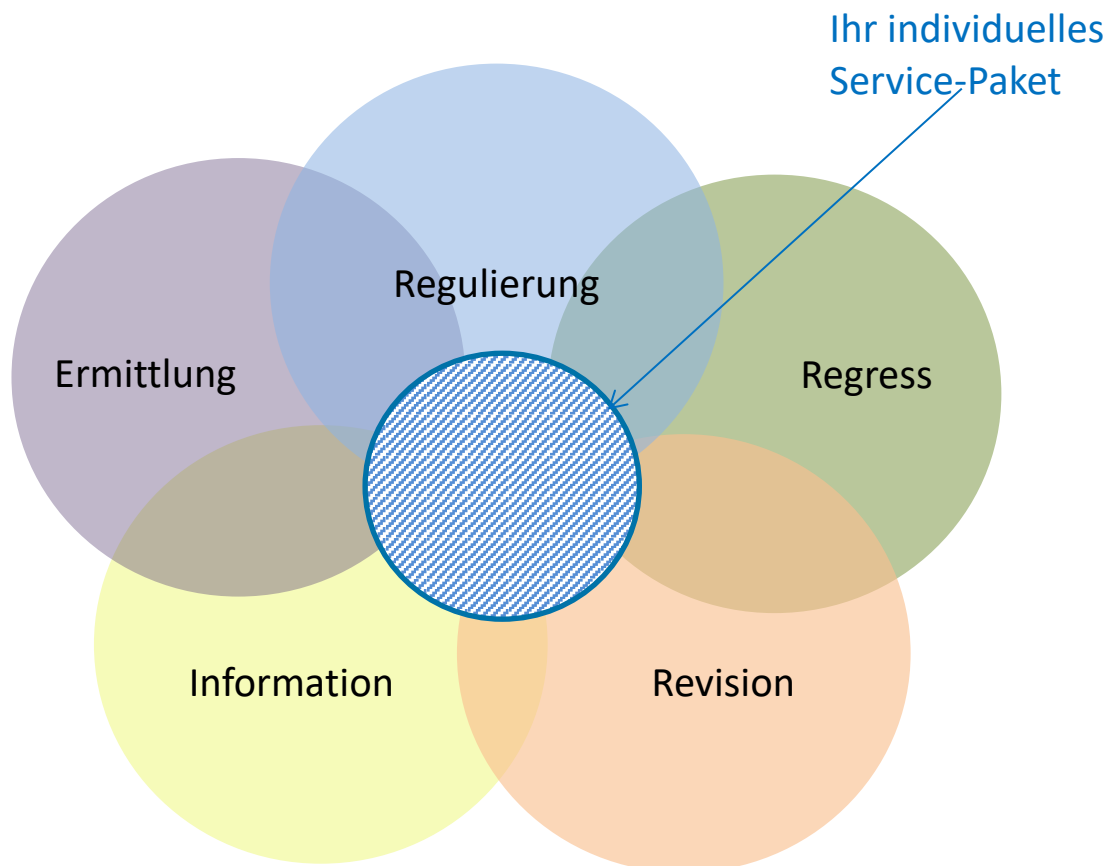 Ihr individuelles
Service-Paket
Regulierung
Ermittlung
Regress
Information
Revision